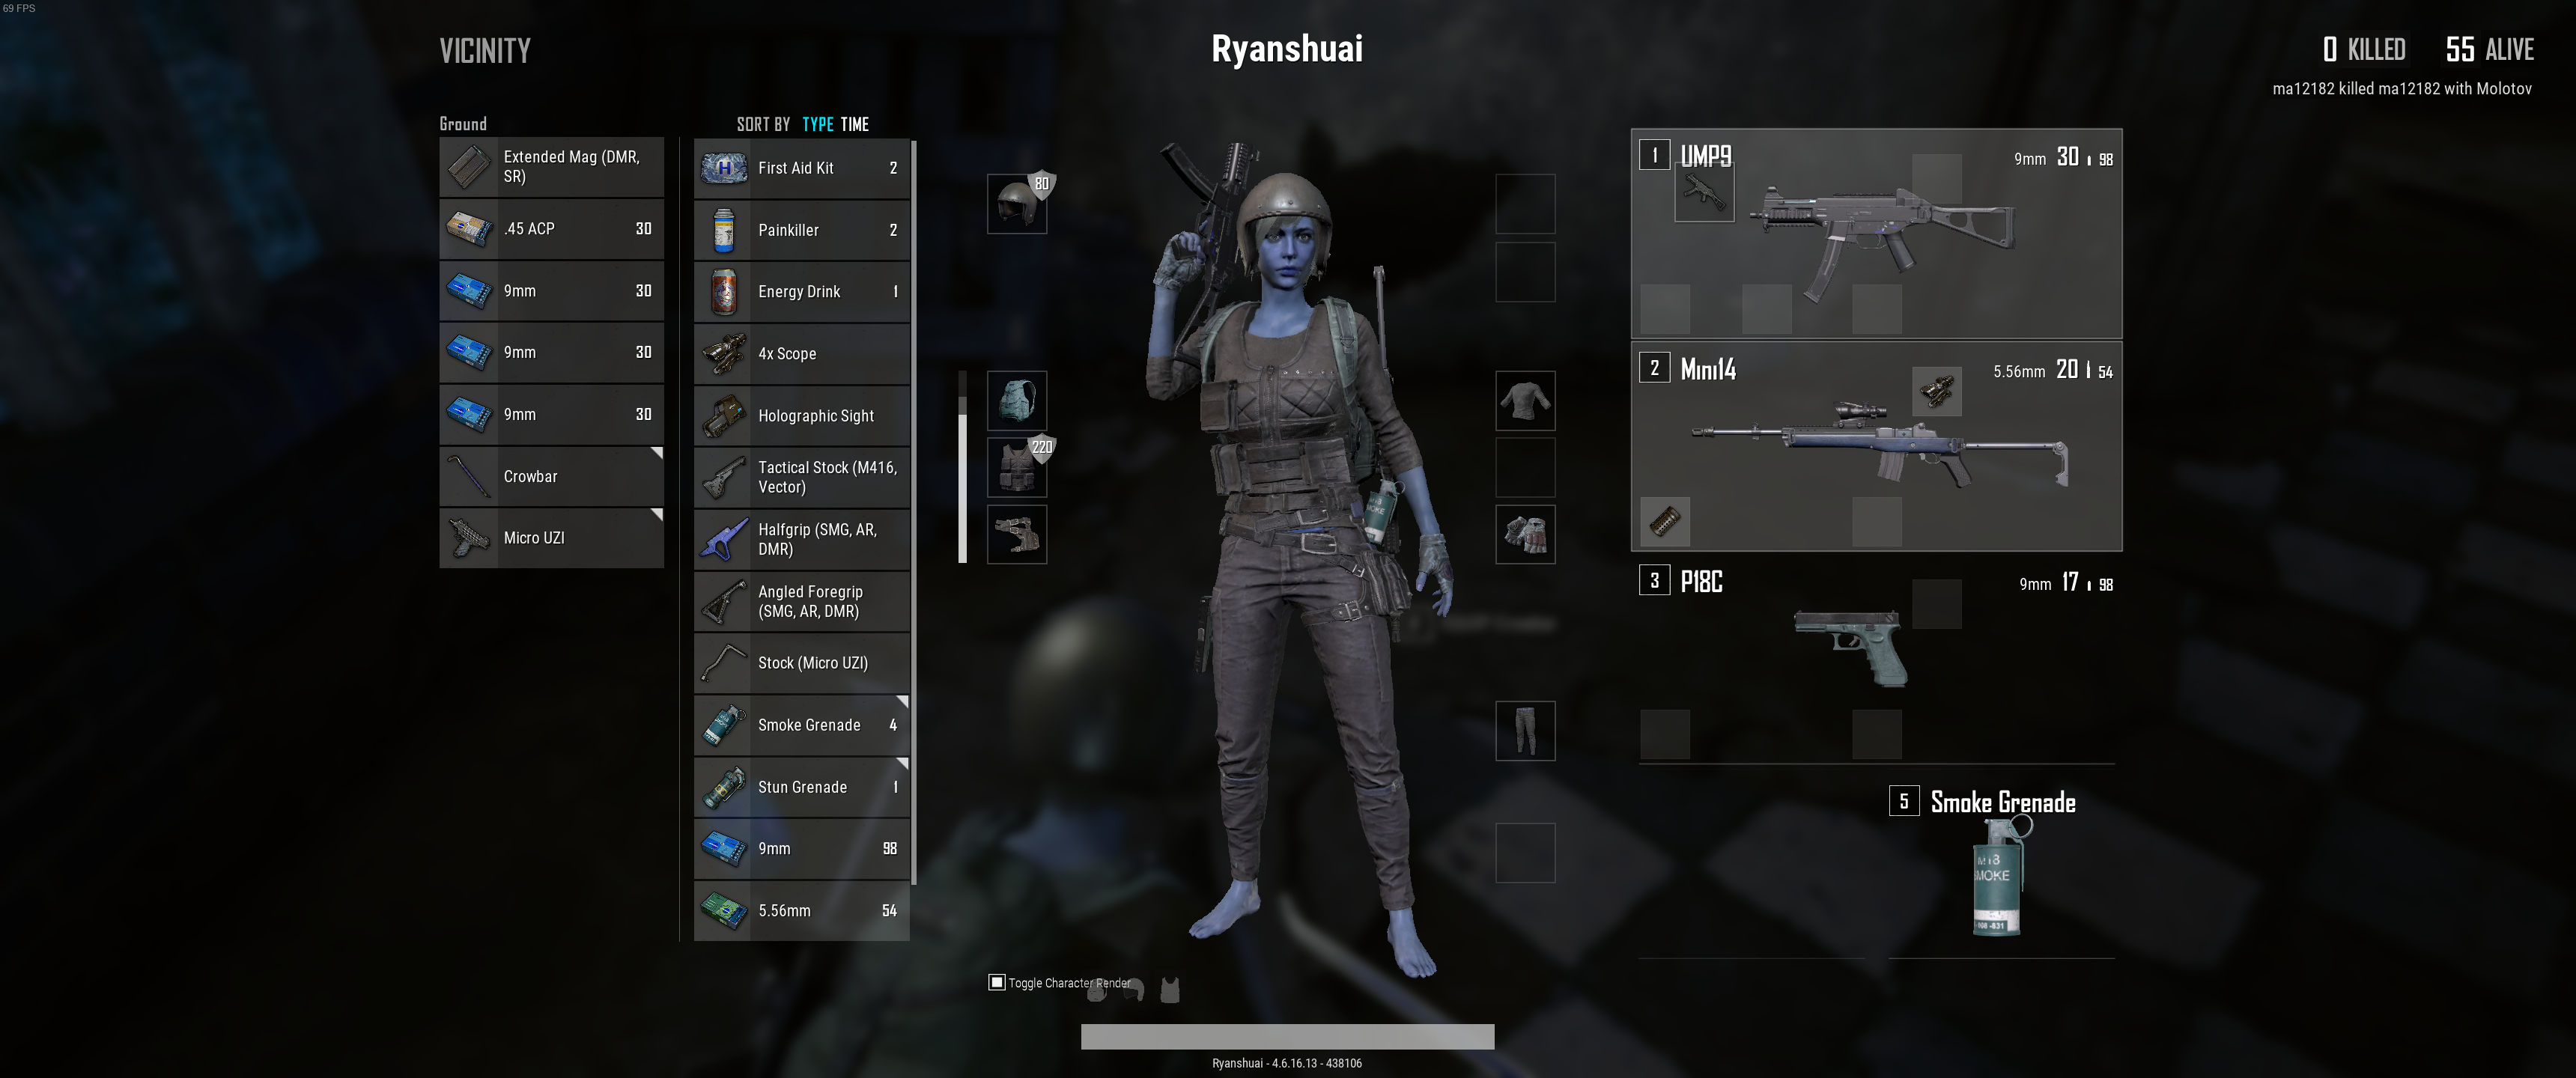 69 FPS
VICINITY
Ryanshuai
0 KILLED 55 ALIVE
ma12182 killed ma12182 with Molotov
Ground
SORT BY TYPE TIME
Extended Mag (DMR,
SR)
.45 ACP 30
9mm 30
9mm 30
9mm 30
Crowbar
Micro UZI
First Aid Kit 2
Painkiller 2
Energy Drink 1
4x Scope
Holographic Sight
Tactical Stock (M416,
Vector)
Halfgrip (SMG, AR,
DMR)
Angled Foregrip
(SMG, AR, DMR)
Stock (Micro UZI)
Smoke Grenade 4
Stun Grenade 1
9mm 98
5.56mm 54
80
220
1 UMP9 9mm 30 98
2 Mini14 5.56mm 20 54
3 P18C 9mm 17 98
5 Smoke Grenade
M18
SMOKE
Toggle Character Render
Ryanshuai - 4.6.16.13 - 438106